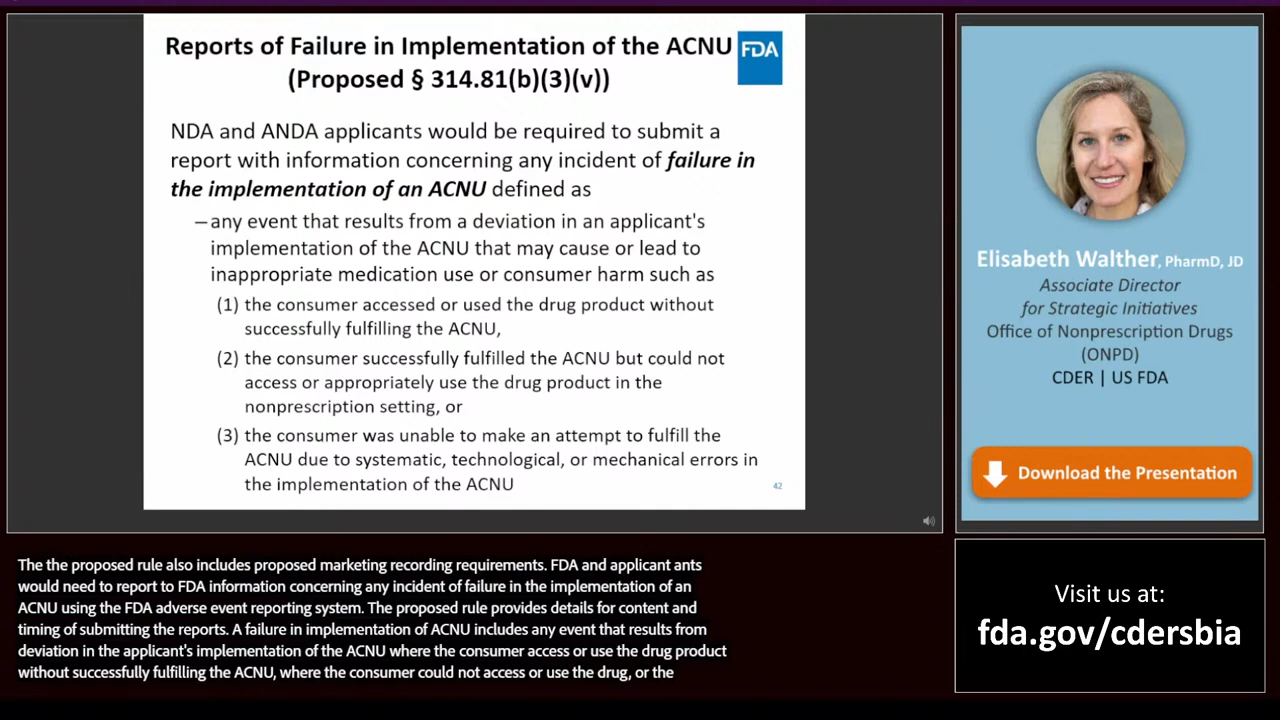 Reports of Failure in Implementation of the ACNU
(Proposed § 314.81(b)(3)(v))
FDA
NDA and ANDA applicants would be required to submit a
report with information concerning any incident of failure in
the implementation of an ACNU defined as
–any event that results from a deviation in an applicant's
implementation of the ACNU that may cause or lead to
inappropriate medication use or consumer harm such as
(1) the consumer accessed or used the drug product without
successfully fulfilling the ACNU,
(2) the consumer successfully fulfilled the ACNU but could not
access or appropriately use the drug product in the
nonprescription setting, or
(3) the consumer was unable to make an attempt to fulfill the
ACNU due to systematic, technological, or mechanical errors in
the implementation of the ACNU
42
Elisabeth Walther, PharmD, JD
Associate Director
for Strategic Initiatives
Office of Nonprescription Drugs
(ONPD)
CDER | US FDA
Download the Presentation
The the proposed rule also includes proposed marketing recording requirements. FDA and applicant ants
would need to report to FDA information concerning any incident of failure in the implementation of an
ACNU using the FDA adverse event reporting system. The proposed rule provides details for content and
timing of submitting the reports. A failure in implementation of ACNU includes any event that results from
deviation in the applicant's implementation of the ACNU where the consumer access or use the drug product
without successfully fulfilling the ACNU, where the consumer could not access or use the drug, or the
Visit us at:
fda.gov/cdersbia